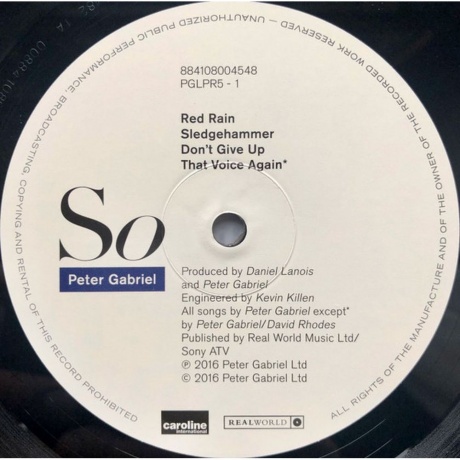 884108004548
PGLPR5 - 1
Red Rain
Sledgehammer
Don't Give Up
That Voice Again*
So
Peter Gabriel
Produced by Daniel Lanois
and Peter Gabriel
Engineered by Kevin Killen
All songs by Peter Gabriel except*
by Peter Gabriel/David Rhodes
Published by Real World Music Ltd/
Sony ATV
℗ 2016 Peter Gabriel Ltd
© 2016 Peter Gabriel Ltd
caroline
international
REALWORLD
ALL RIGHTS OF THE MANUFACTURE AND OF THE OWNER OF THE RECORDED WORK RESERVED – UNAUTHORIZED PUBLIC PERFORMANCE, BROADCASTING, COPYING AND RENTAL OF THIS RECORD PROHIBITED